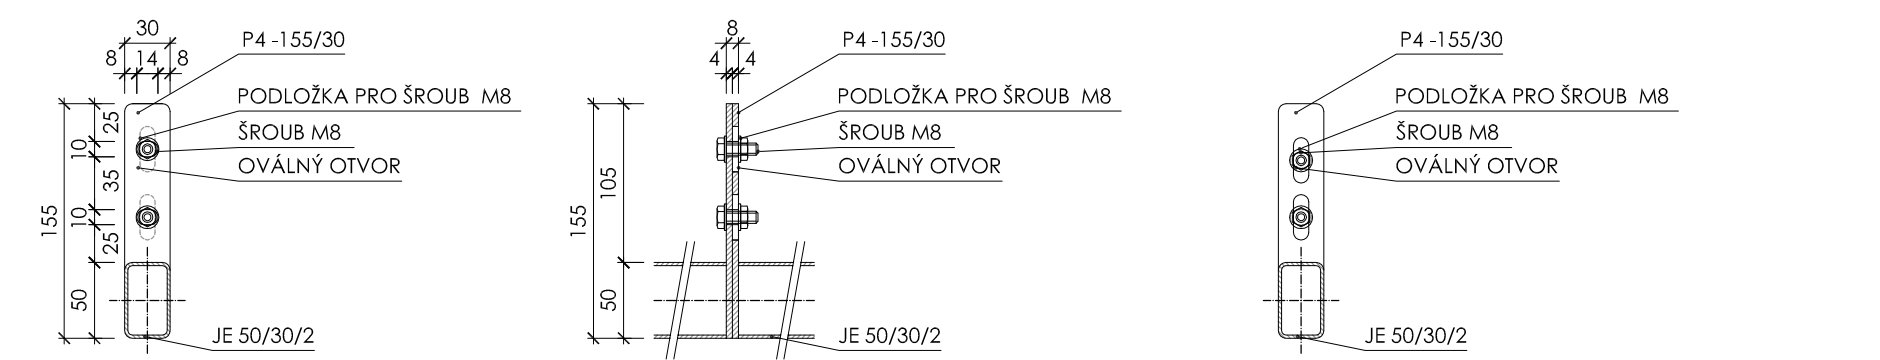 30
8 14 8
P4 -155/30
PODLOŽKA PRO ŠROUB M8
ŠROUB M8
OVÁLNÝ OTVOR
25
10
35
10
25
155
50
JE 50/30/2
8
4 4
P4 -155/30
PODLOŽKA PRO ŠROUB M8
ŠROUB M8
OVÁLNÝ OTVOR
105
155
50
JE 50/30/2
P4 -155/30
PODLOŽKA PRO ŠROUB M8
ŠROUB M8
OVÁLNÝ OTVOR
JE 50/30/2